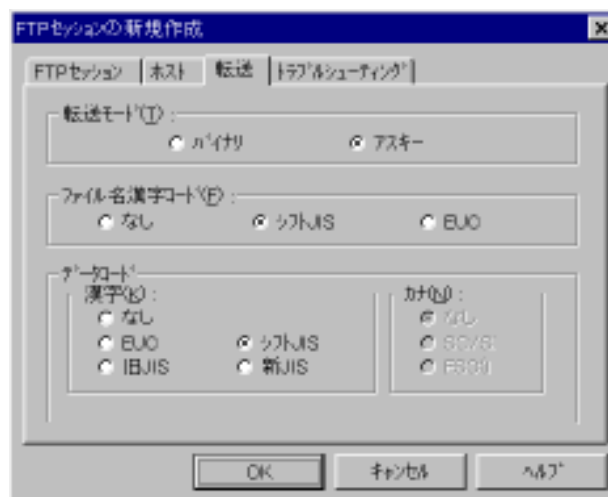 FTPセッションの新規作成
FTPセッション ホスト 転送 トラブルシューティング
転送モード(T) :
バイナリ アスキー
ファイル名漢字コード(F) :
なし シフトJIS EUC
データコード
漢字(K) : カナ(N) :
なし なし
EUC シフトJIS SO/SI
旧JIS 新JIS
OK キャンセル ヘルプ